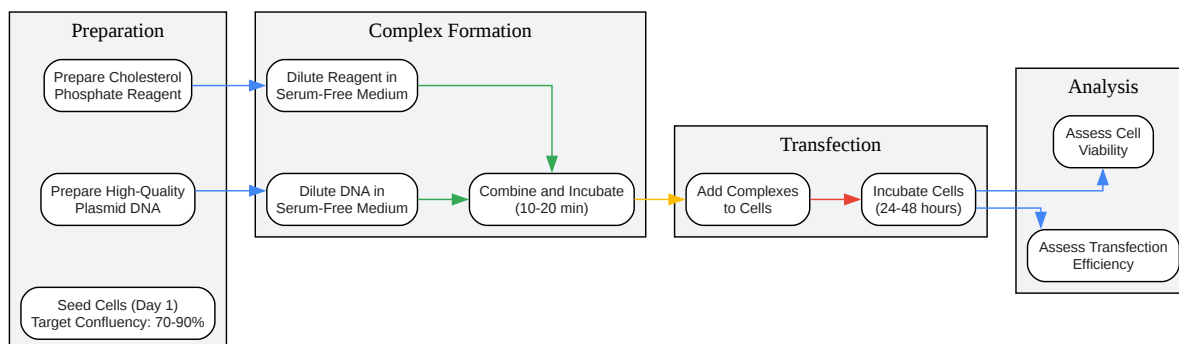 Preparation
Prepare Cholesterol
Phosphate Reagent
Prepare High-Quality
Plasmid DNA
Seed Cells (Day 1)
Target Confluency: 70-90%
Complex Formation
Dilute Reagent in
Serum-Free Medium
Dilute DNA in
Serum-Free Medium
Combine and Incubate
(10-20 min)
Transfection
Add Complexes
to Cells
Incubate Cells
(24-48 hours)
Analysis
Assess Cell
Viability
Assess Transfection
Efficiency